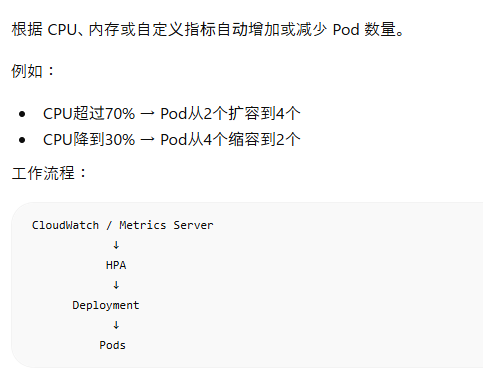 根据 CPU、内存或自定义指标自动增加或减少 Pod 数量。
例如：
• CPU超过70% → Pod从2个扩容到4个
• CPU降到30% → Pod从4个缩容到2个
工作流程：
CloudWatch / Metrics Server
↓
HPA
↓
Deployment
↓
Pods